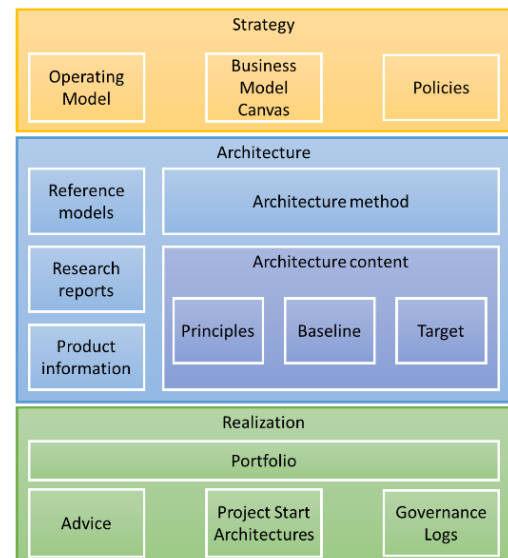 Strategy
Operating
Model
Business
Model
Canvas
Policies
Architecture
Reference
models
Architecture method
Research
reports
Architecture content
Principles
Baseline
Target
Product
information
Realization
Portfolio
Advice
Project Start
Architectures
Governance
Logs